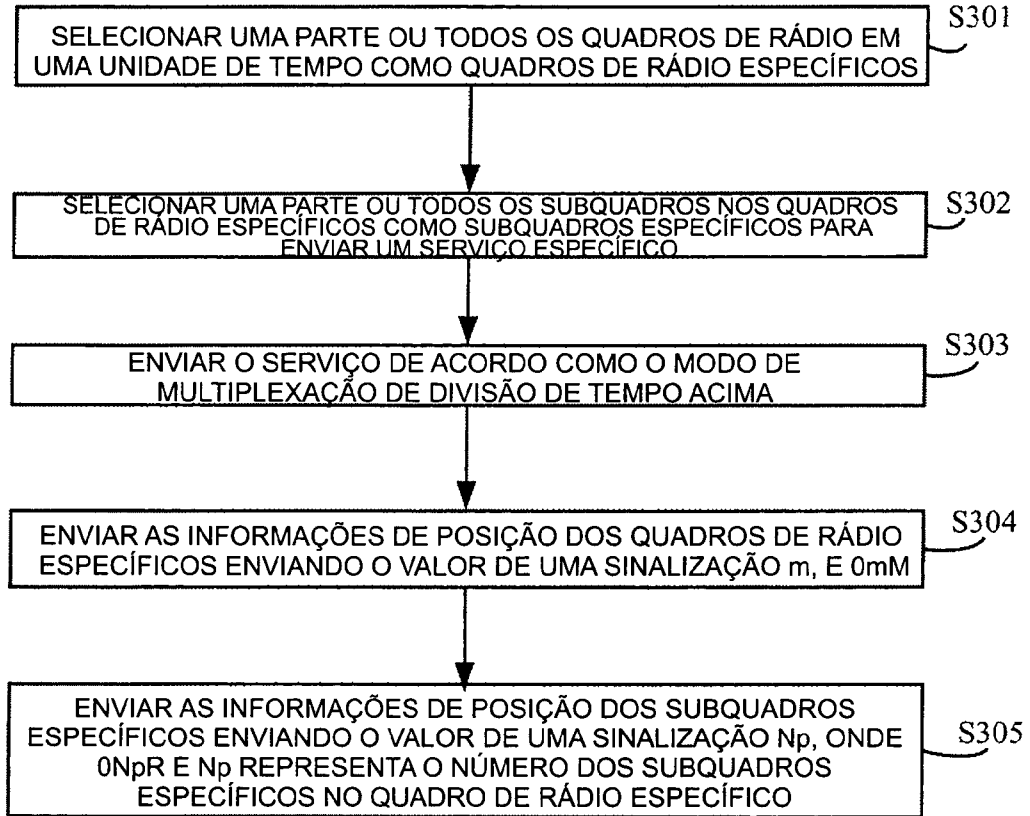 SELECIONAR UMA PARTE OU TODOS OS QUADROS DE RÁDIO EM
UMA UNIDADE DE TEMPO COMO QUADROS DE RÁDIO ESPECÍFICOS
S301
SELECIONAR UMA PARTE OU TODOS OS SUBQUADROS NOS QUADROS
DE RÁDIO ESPECÍFICOS COMO SUBQUADROS ESPECÍFICOS PARA
ENVIAR UM SERVIÇO ESPECÍFICO
S302
ENVIAR O SERVIÇO DE ACORDO COMO O MODO DE
MULTIPLEXAÇÃO DE DIVISÃO DE TEMPO ACIMA
S303
ENVIAR AS INFORMAÇÕES DE POSIÇÃO DOS QUADROS DE RÁDIO
ESPECÍFICOS ENVIANDO O VALOR DE UMA SINALIZAÇÃO m, E 0mM
S304
ENVIAR AS INFORMAÇÕES DE POSIÇÃO DOS SUBQUADROS
ESPECÍFICOS ENVIANDO O VALOR DE UMA SINALIZAÇÃO Np, ONDE
0NpR E Np REPRESENTA O NÚMERO DOS SUBQUADROS
ESPECÍFICOS NO QUADRO DE RÁDIO ESPECÍFICO
S305